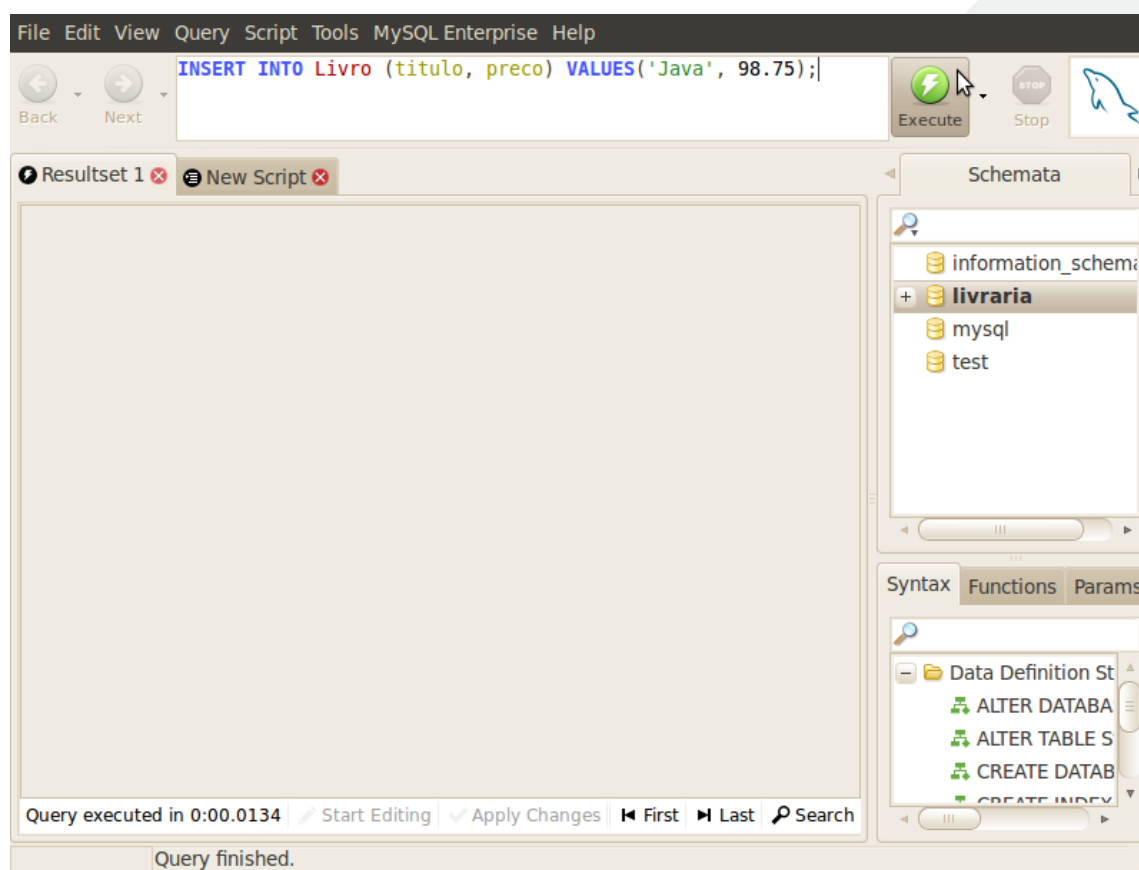 File Edit View Query Script Tools MySQL Enterprise Help
INSERT INTO Livro (titulo, preco) VALUES('Java', 98.75);
Back Next
Execute
STOP
Stop
Resultset 1
New Script
Schemata
information_schema
livraria
mysql
test
Syntax Functions Params
Data Definition St
ALTER DATABA
ALTER TABLE S
CREATE DATAB
CREATE INDEX
Query executed in 0:00.0134 Start Editing Apply Changes First Last Search
Query finished.